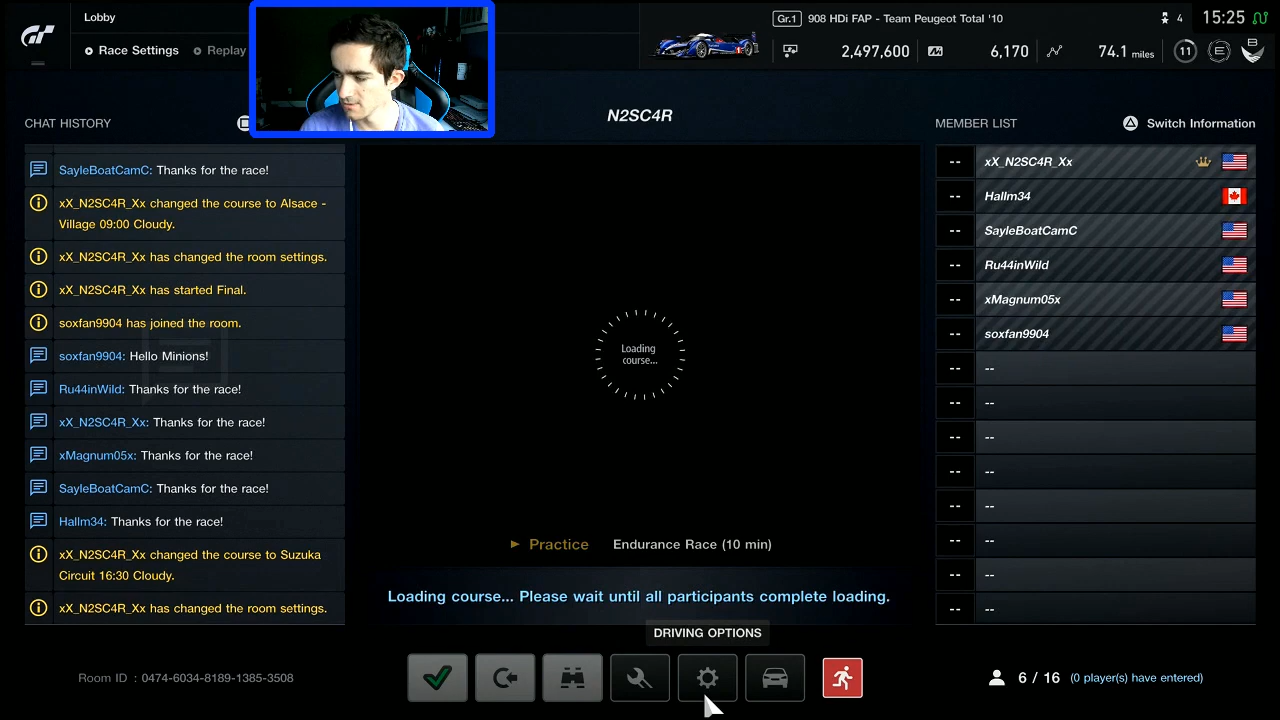 Lobby
Race Settings
Replay
Gr.1 908 HDi FAP - Team Peugeot Total '10
4
15:25
2,497,600
6,170
74.1 miles
11
E
B
CHAT HISTORY
N2SC4R
MEMBER LIST
Switch Information
SayleBoatCamC: Thanks for the race!
xX_N2SC4R_Xx changed the course to Alsace -
Village 09:00 Cloudy.
xX_N2SC4R_Xx has changed the room settings.
xX_N2SC4R_Xx has started Final.
soxfan9904 has joined the room.
soxfan9904: Hello Minions!
Ru44inWild: Thanks for the race!
xX_N2SC4R_Xx: Thanks for the race!
xMagnum05x: Thanks for the race!
SayleBoatCamC: Thanks for the race!
Hallm34: Thanks for the race!
xX_N2SC4R_Xx changed the course to Suzuka
Circuit 16:30 Cloudy.
xX_N2SC4R_Xx has changed the room settings.
Loading
course...
Practice Endurance Race (10 min)
Loading course... Please wait until all participants complete loading.
-- xX_N2SC4R_Xx
-- Hallm34
-- SayleBoatCamC
-- Ru44inWild
-- xMagnum05x
-- soxfan9904
-- --
-- --
-- --
-- --
-- --
-- --
-- --
-- --
DRIVING OPTIONS
Room ID : 0474-6034-8189-1385-3508
6 / 16 (0 player(s) have entered)